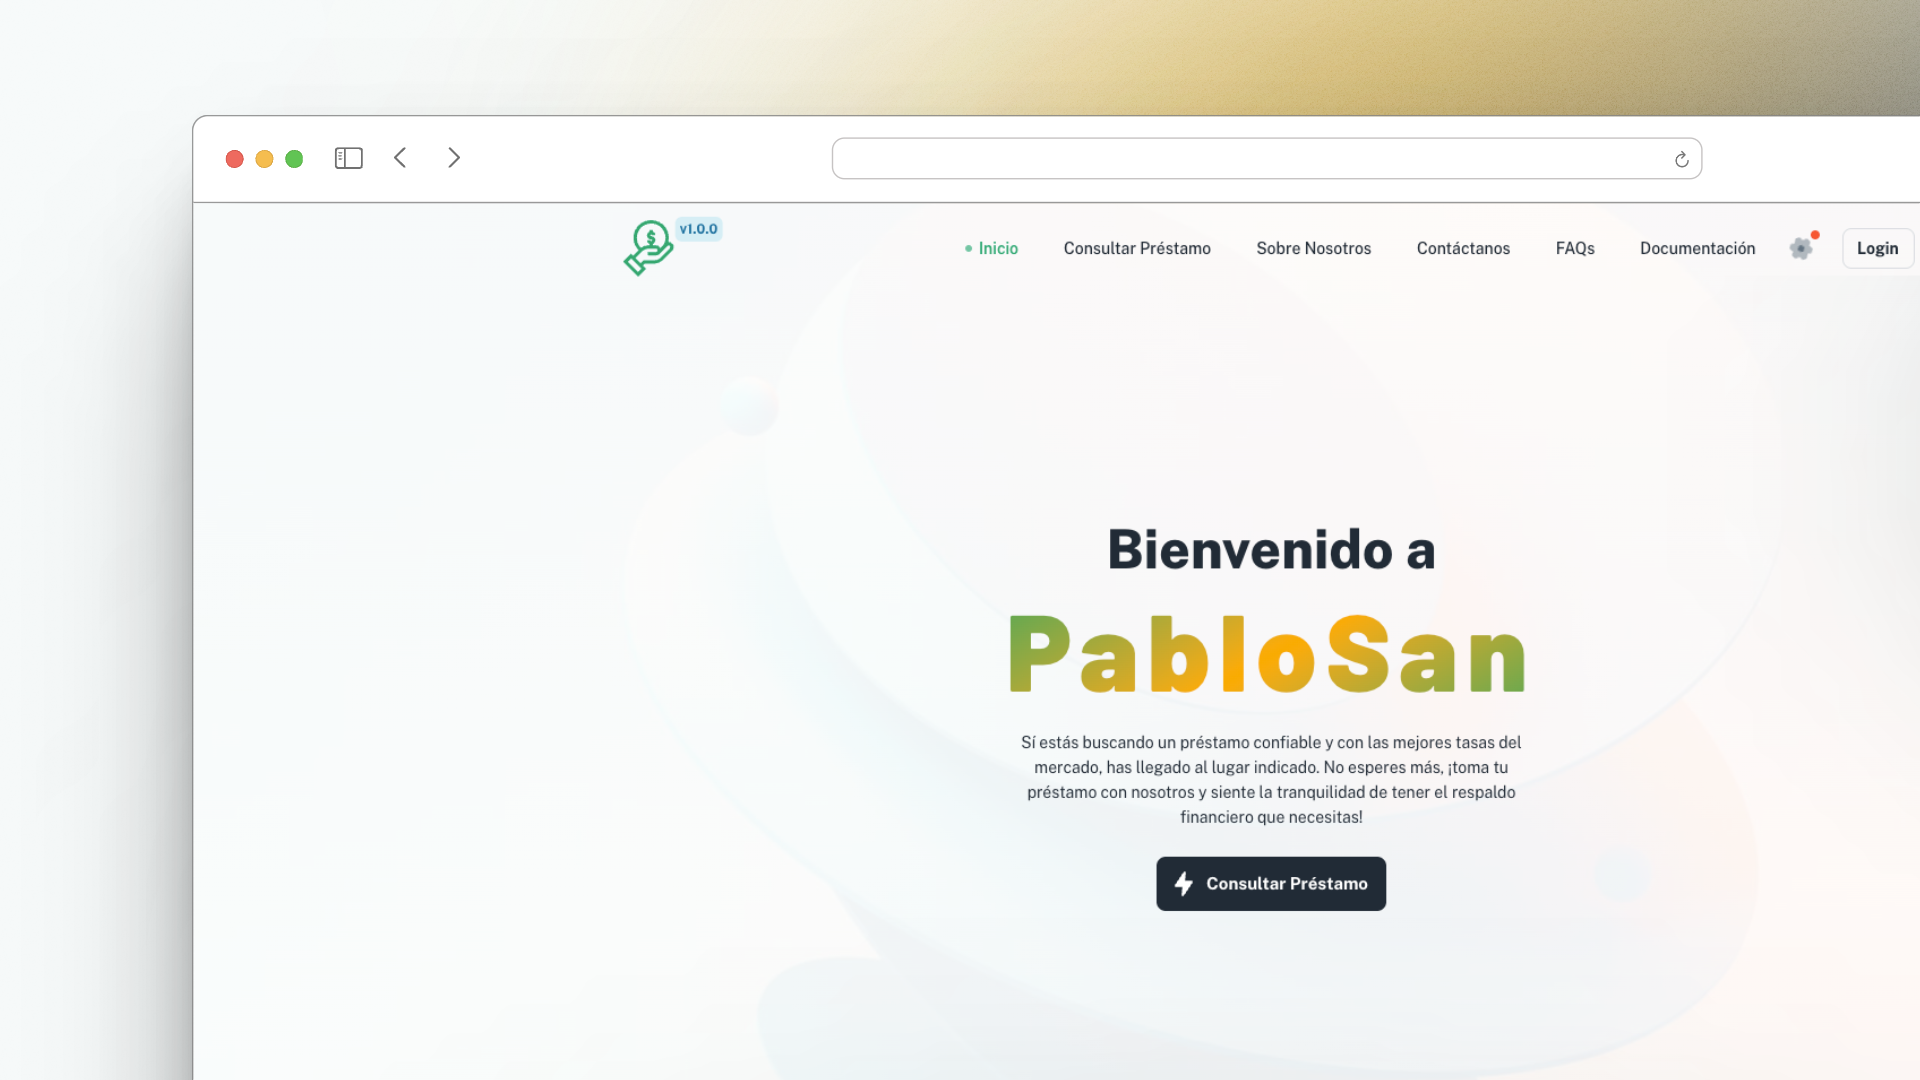 $
v1.0.0
Inicio
Consultar Préstamo
Sobre Nosotros
Contáctanos
FAQs
Documentación
Login
Bienvenido a
PabloSan
Sí estás buscando un préstamo confiable y con las mejores tasas del
mercado, has llegado al lugar indicado. No esperes más, ¡toma tu
préstamo con nosotros y siente la tranquilidad de tener el respaldo
financiero que necesitas!
Consultar Préstamo